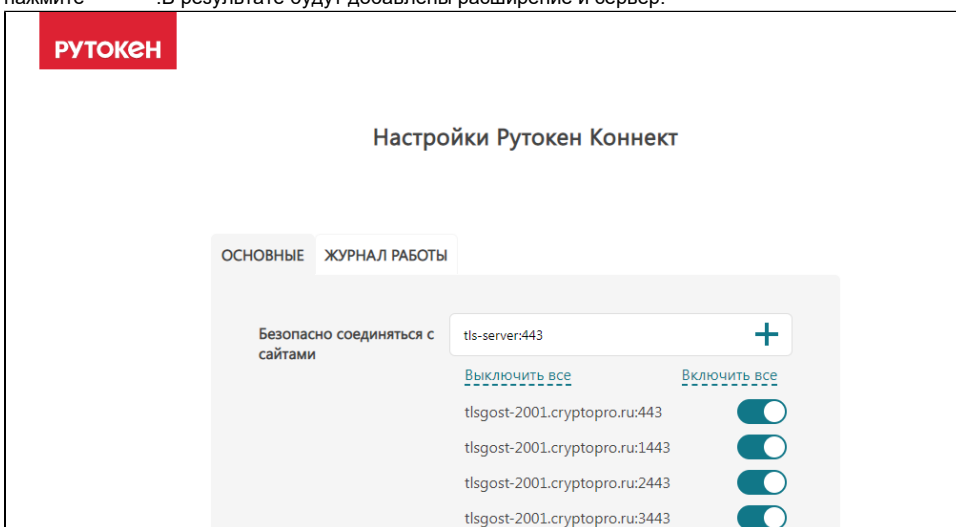 нажмите .В результате будут добавлены расширение и сервер.
РУТОКЕН
Настройки Рутокен Коннект
ОСНОВНЫЕ ЖУРНАЛ РАБОТЫ
Безопасно соединяться с сайтами
tls-server:443
Выключить все Включить все
tlsgost-2001.cryptopro.ru:443
tlsgost-2001.cryptopro.ru:1443
tlsgost-2001.cryptopro.ru:2443
tlsgost-2001.cryptopro.ru:3443